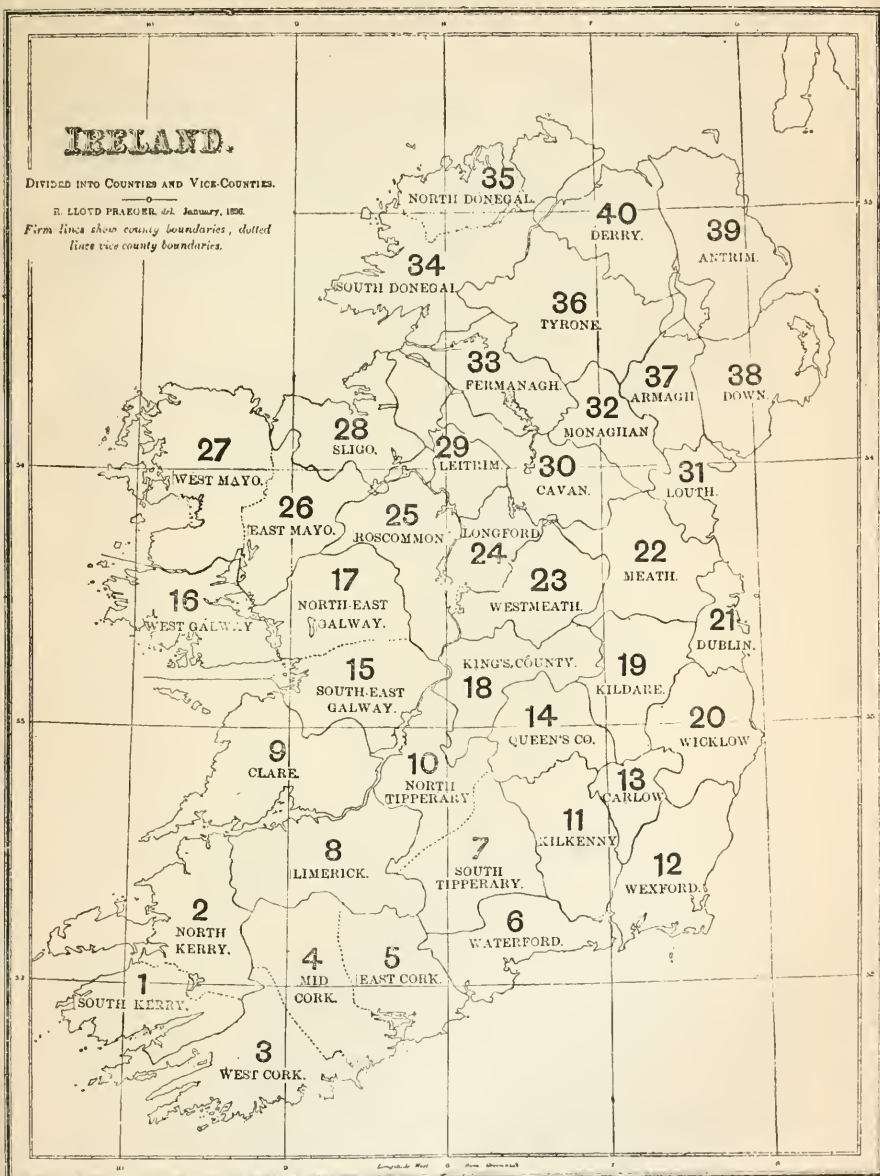 IRELAND.
DIVIDED INTO COUNTIES AND VICE-COUNTIES.
R. LLOYD PRAEGER, del. January, 1896.
Firm lines show county boundaries, dotted
lines vice county boundaries.
35
NORTH DONEGAL.
40
DERRY.
39
ANTRIM.
34
SOUTH DONEGAL
36
TYRONE.
33
FERMANAGH.
37
ARMAGH
38
DOWN.
32
MONAGHAN
28
SLIGO.
29
LEITRIM.
27
WEST MAYO.
30
CAVAN.
31
LOUTH.
26
EAST MAYO.
25
ROSCOMMON
LONGFORD
24
22
MEATH.
23
WESTMEATH.
17
NORTH-EAST
GALWAY.
16
WEST GALWAY
21
DUBLIN.
15
SOUTH-EAST
GALWAY.
KING'S COUNTY.
18
19
KILDARE.
14
QUEEN'S CO.
20
WICKLOW
9
CLARE.
10
NORTH
TIPPERARY
13
CARLOW
11
KILKENNY
8
LIMERICK.
7
SOUTH
TIPPERARY.
12
WEXFORD.
2
NORTH
KERRY.
6
WATERFORD.
4
MID
CORK.
5
EAST CORK.
1
SOUTH KERRY.
3
WEST CORK.
Longitude West 8 from Greenwich